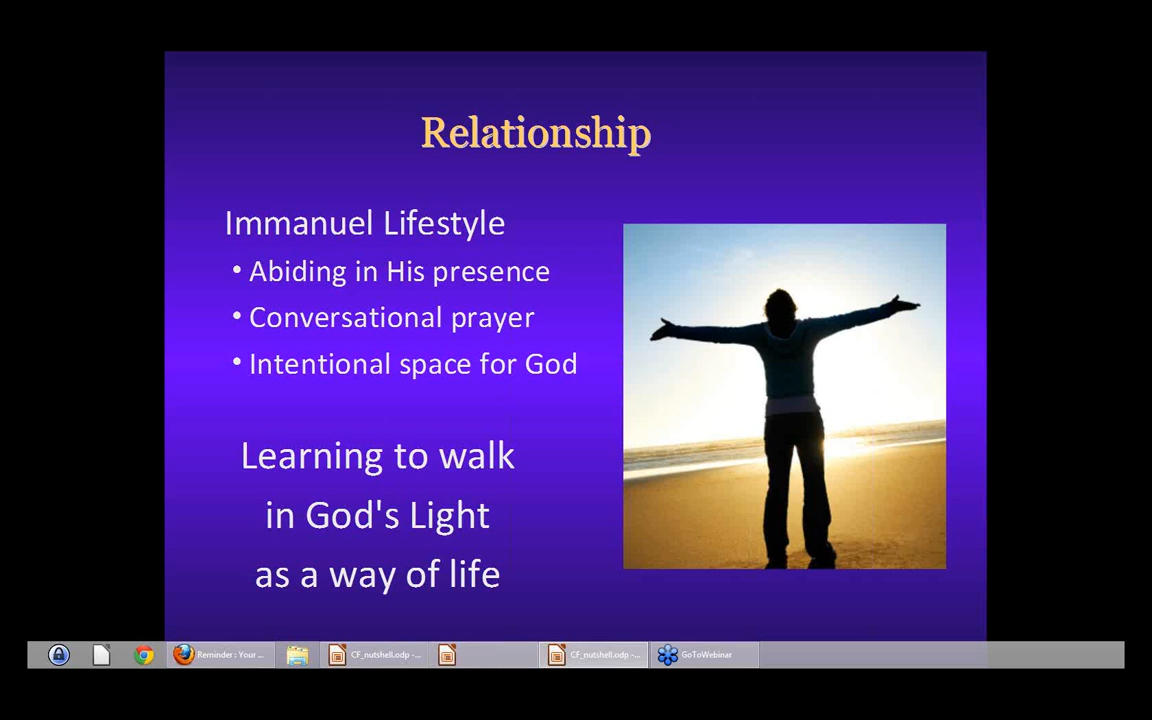 Relationship
Immanuel Lifestyle
• Abiding in His presence
• Conversational prayer
• Intentional space for God
Learning to walk
in God's Light
as a way of life
Reminder : Your ...
CF_nutshell.odp -...
CF_nutshell.odp -...
GoToWebinar